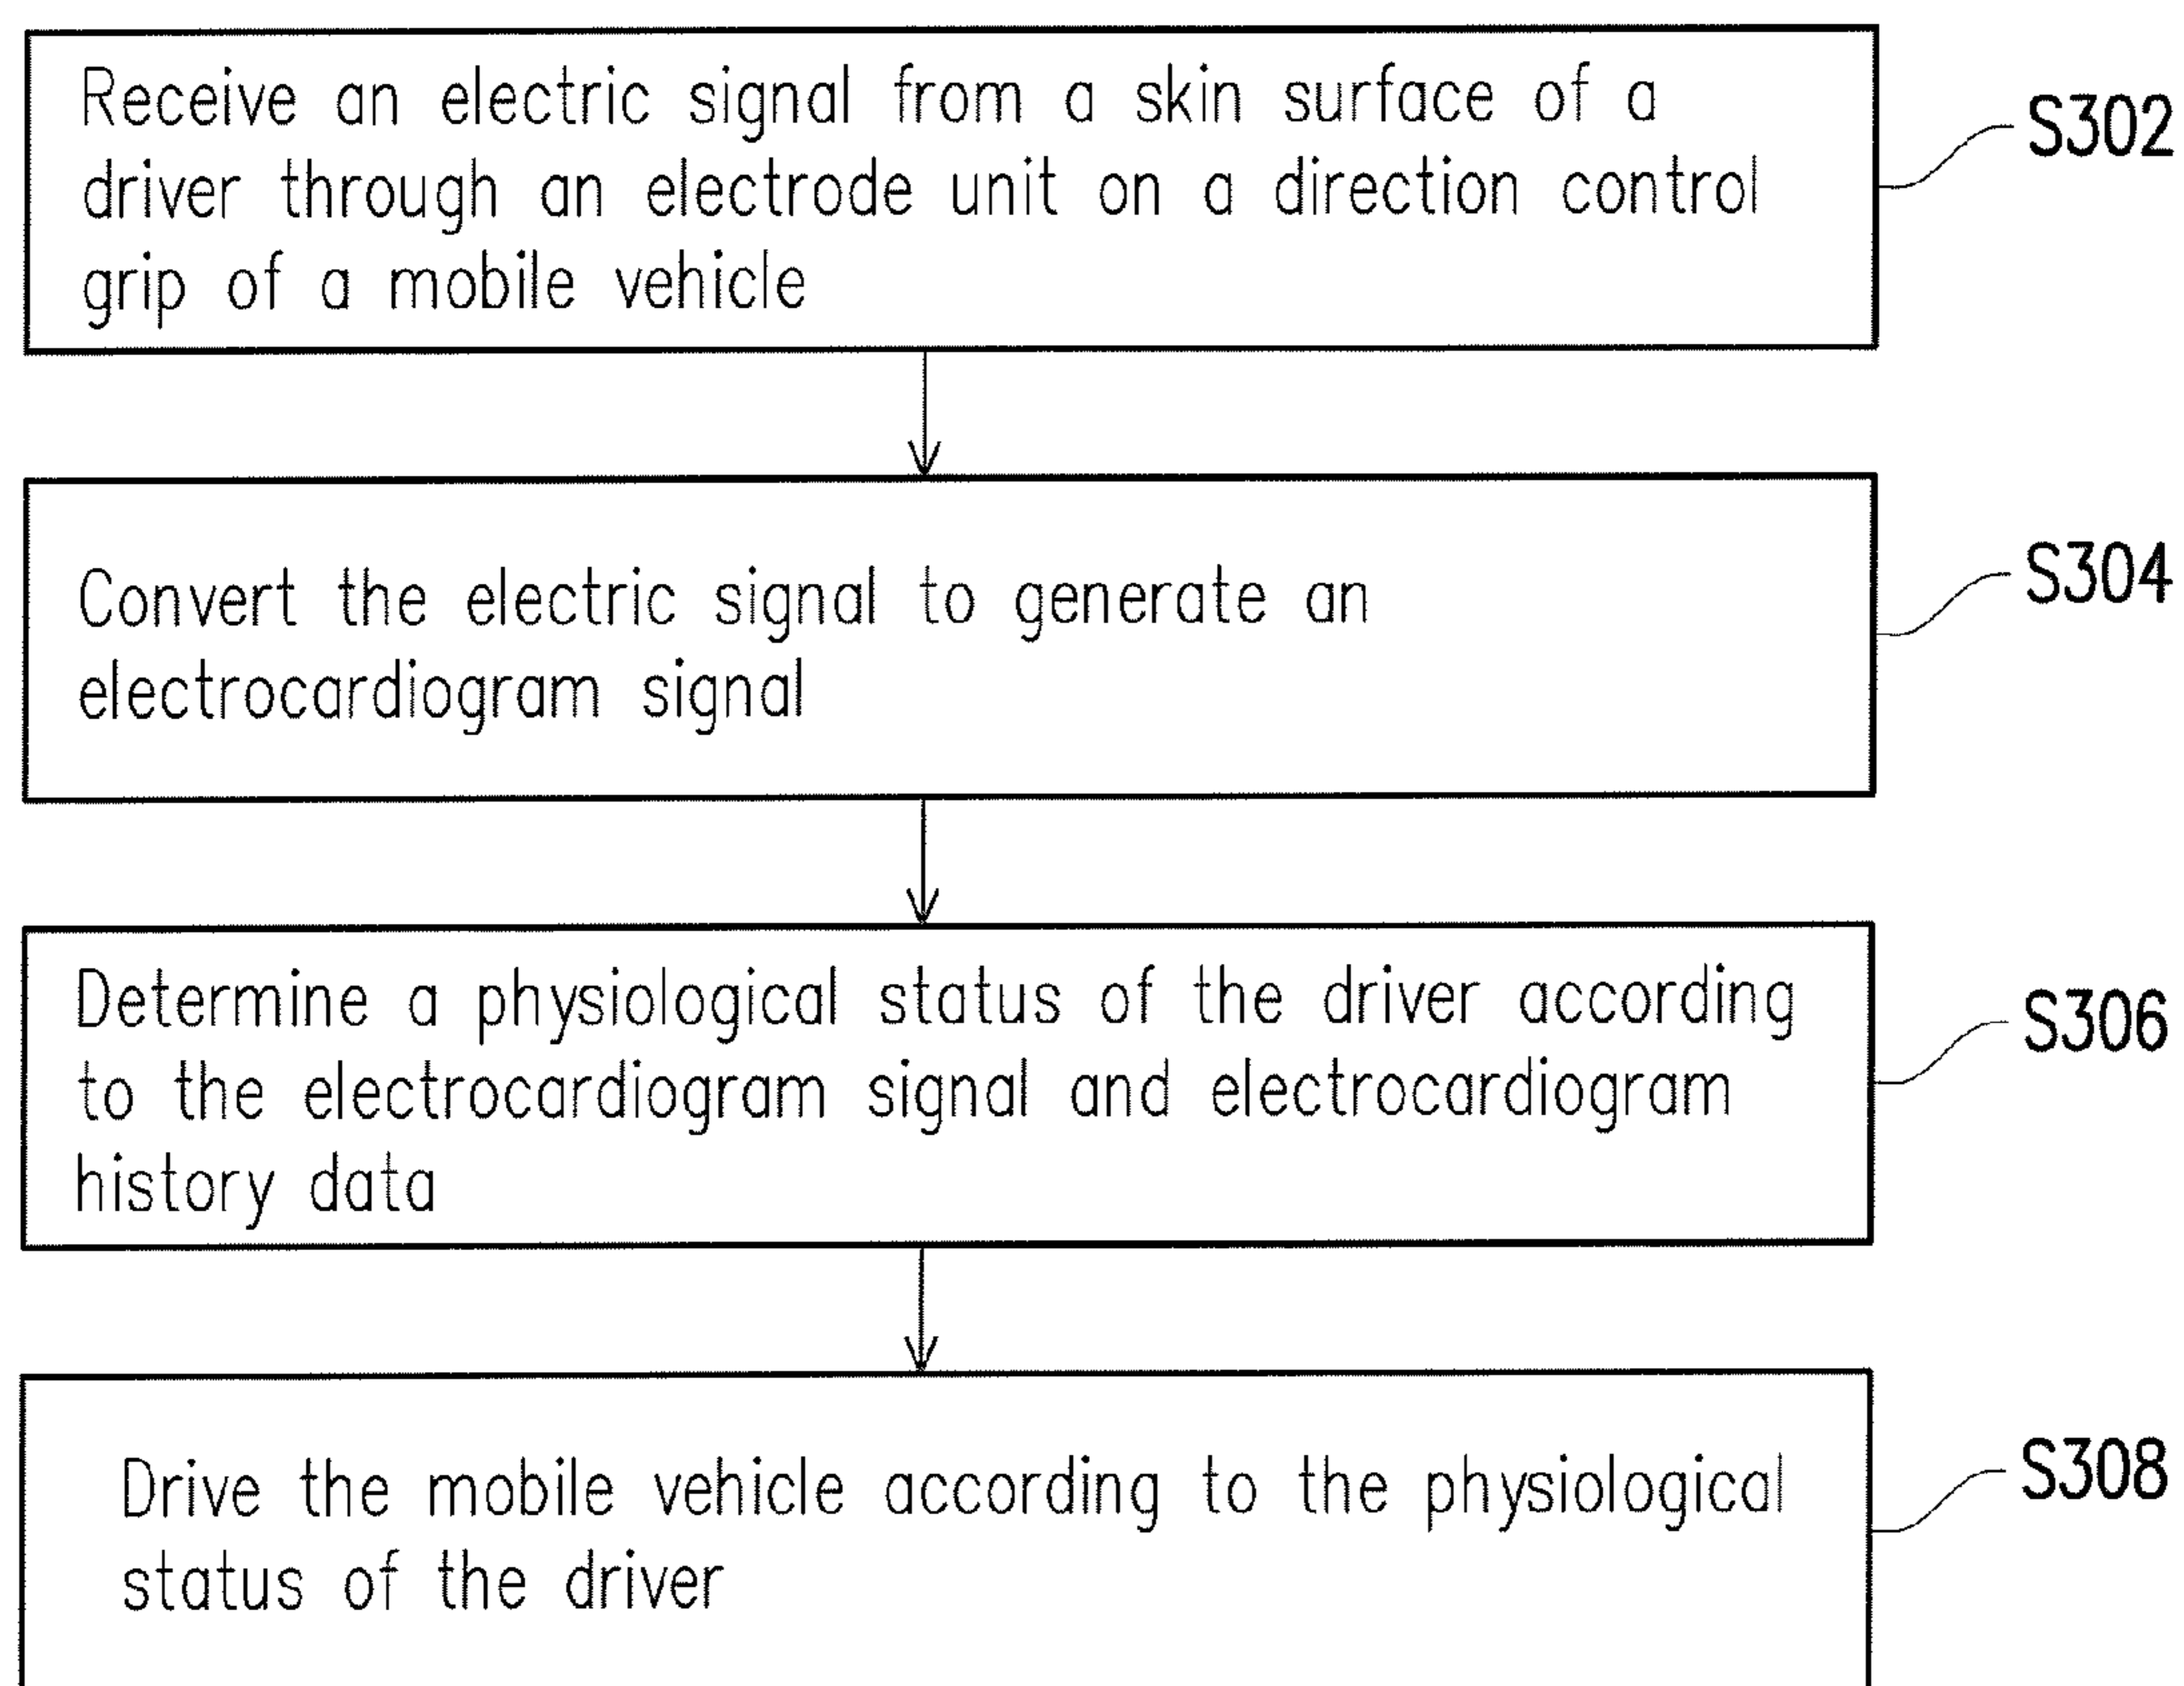 Receive an electric signal from a skin surface of a
driver through an electrode unit on a direction control
grip of a mobile vehicle
S302
Convert the electric signal to generate an
electrocardiogram signal
S304
Determine a physiological status of the driver according
to the electrocardiogram signal and electrocardiogram
history data
S306
Drive the mobile vehicle according to the physiological
status of the driver
S308